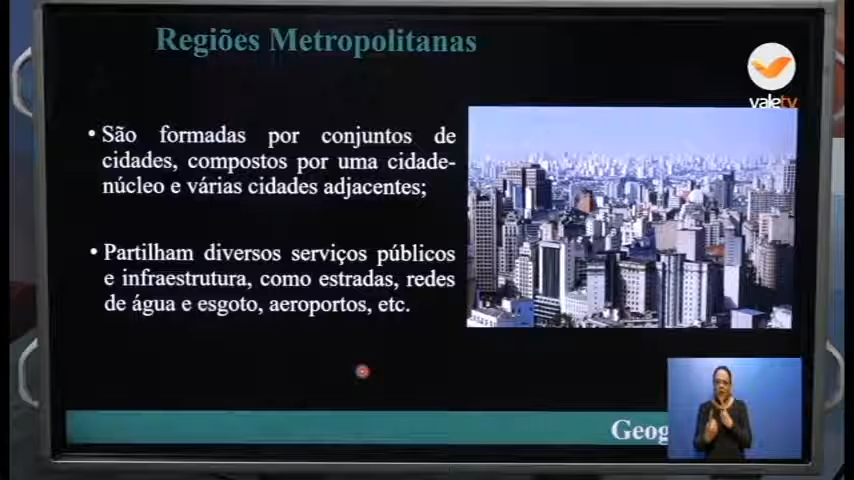 Regiões Metropolitanas
valetv
• São formadas por conjuntos de
cidades, compostos por uma cidade-
núcleo e várias cidades adjacentes;
• Partilham diversos serviços públicos
e infraestrutura, como estradas, redes
de água e esgoto, aeroportos, etc.
Geog